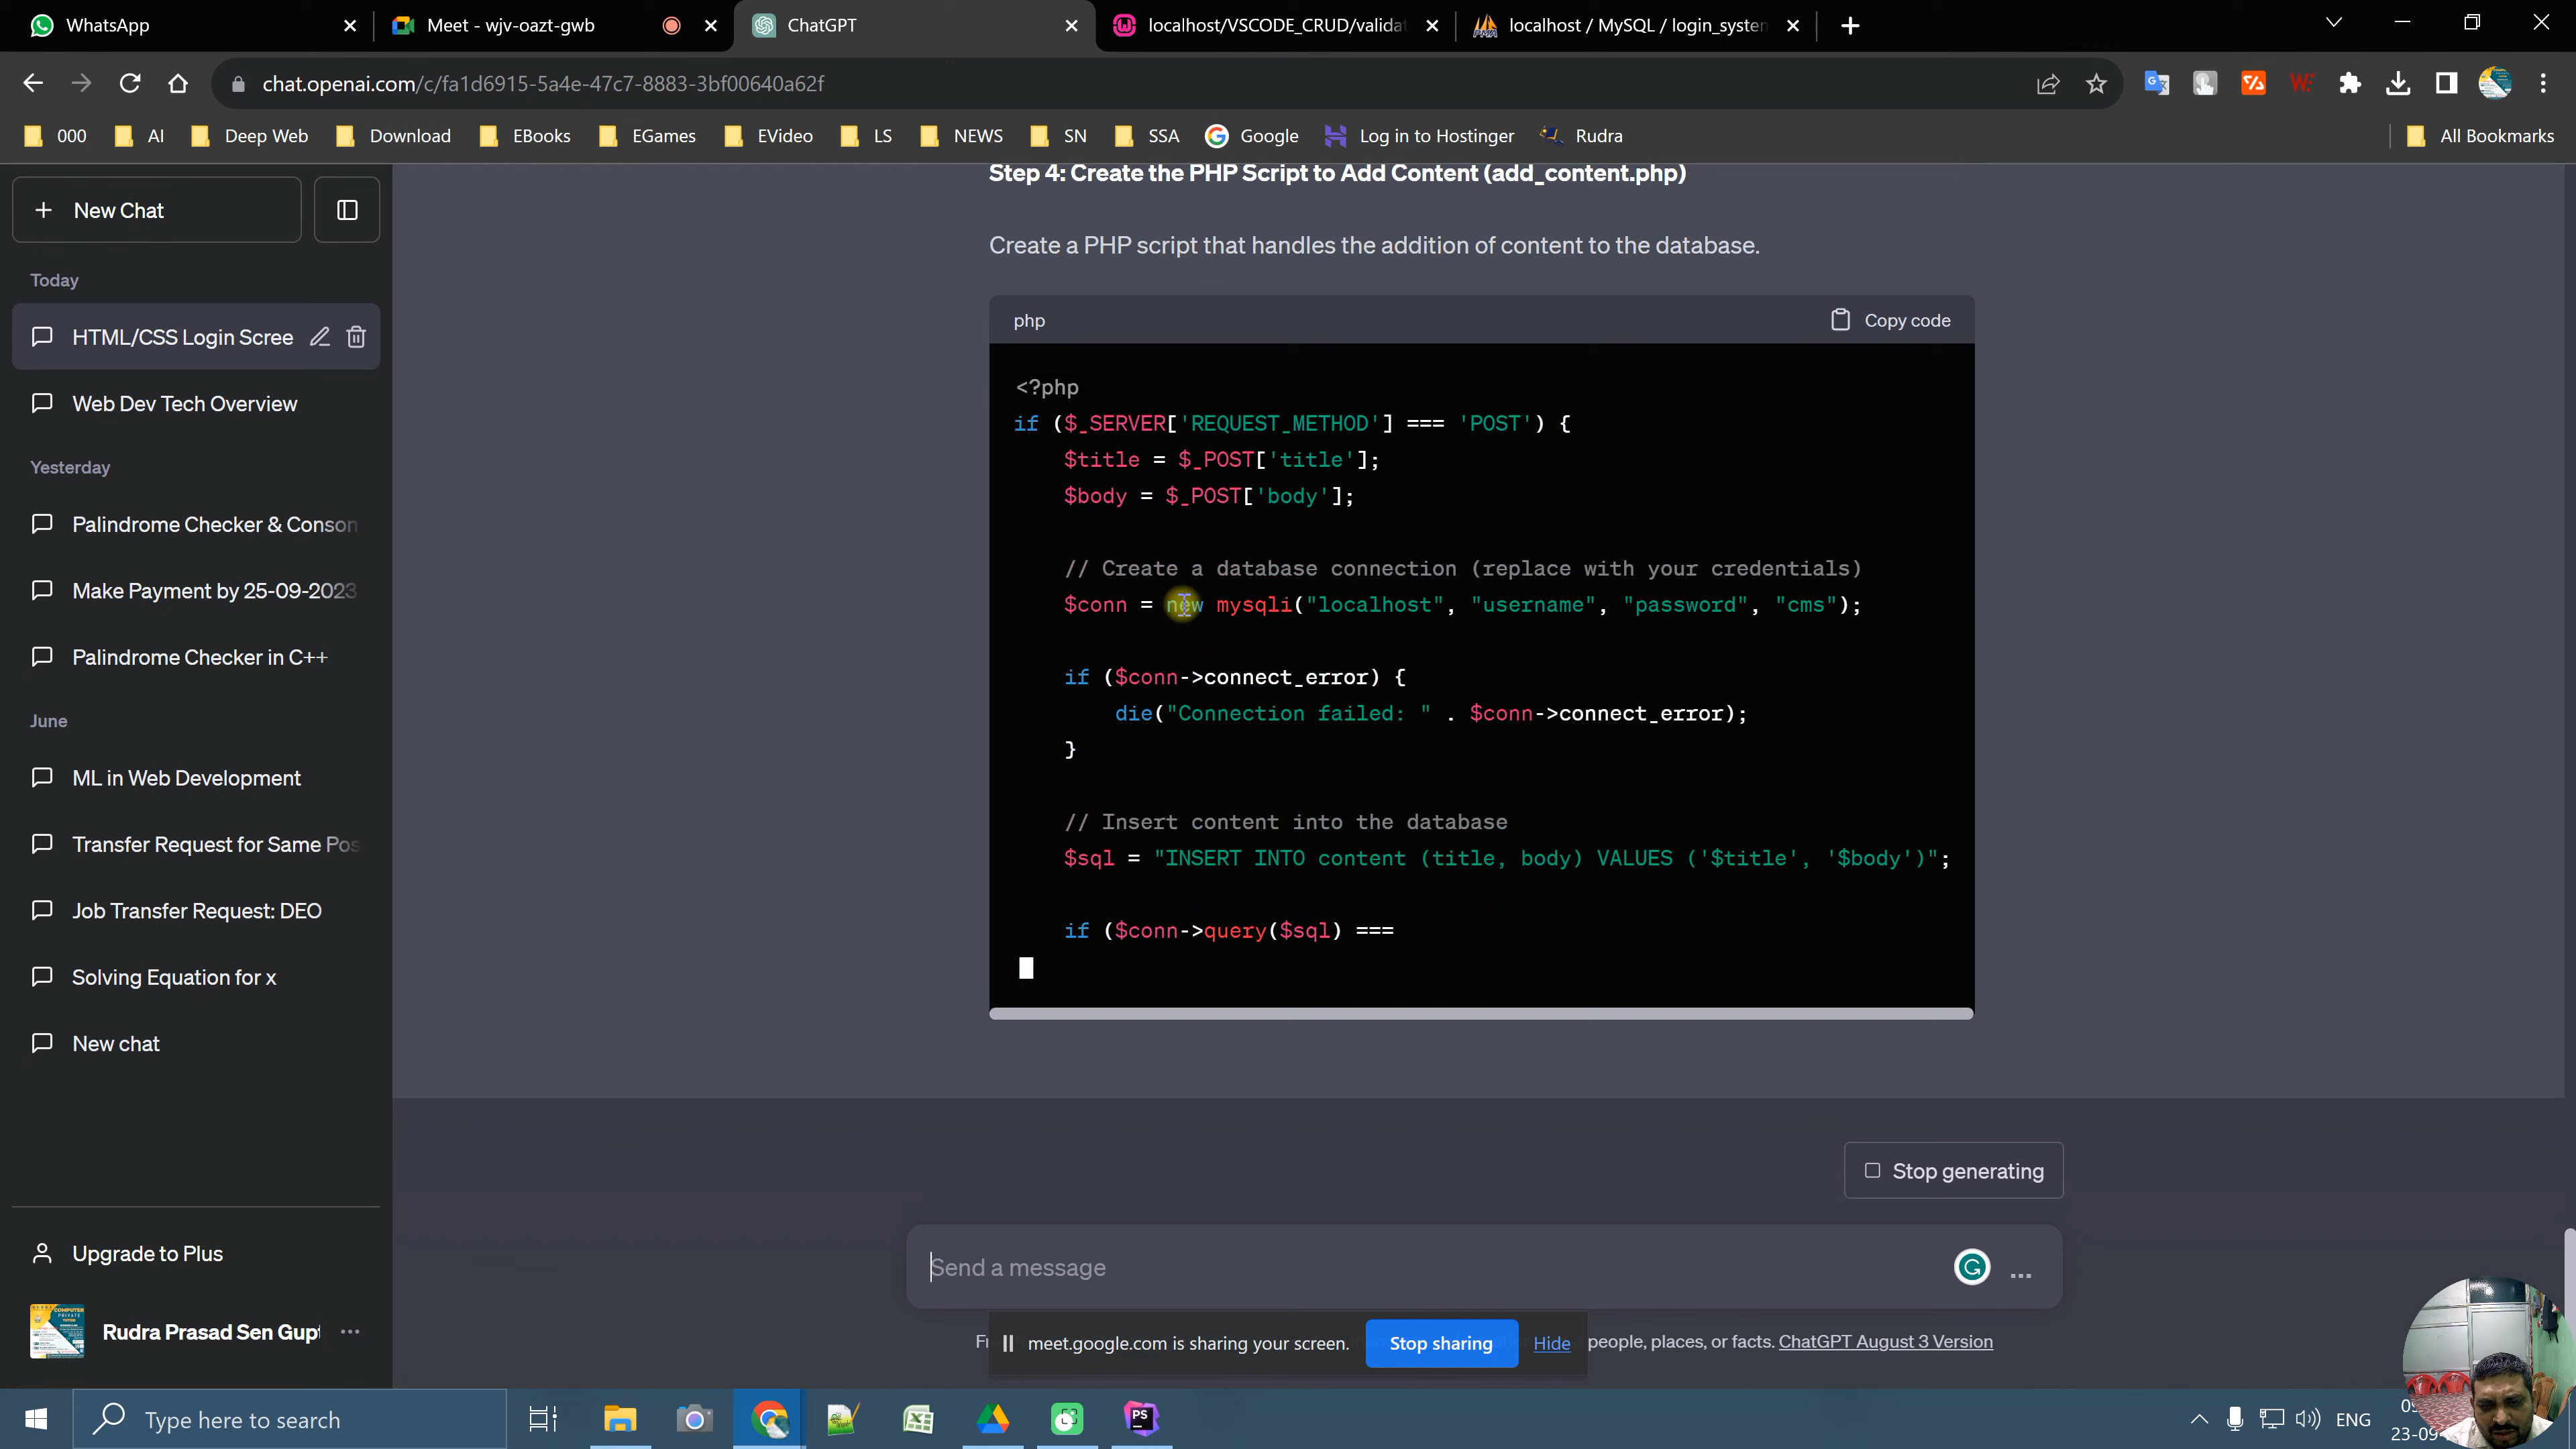 WhatsApp
Meet - wjv-oazt-gwb
ChatGPT
localhost/VSCODE_CRUD/validat
localhost / MySQL / login_system
chat.openai.com/c/fa1d6915-5a4e-47c7-8883-3bf00640a62f
000
AI
Deep Web
Download
EBooks
EGames
EVideo
LS
NEWS
SN
SSA
Google
Log in to Hostinger
Rudra
All Bookmarks
New Chat
Today
HTML/CSS Login Scree
Web Dev Tech Overview
Yesterday
Palindrome Checker & Conson
Make Payment by 25-09-2023
Palindrome Checker in C++
June
ML in Web Development
Transfer Request for Same Pos
Job Transfer Request: DEO
Solving Equation for x
New chat
Upgrade to Plus
Rudra Prasad Sen Gupt
Step 4: Create the PHP Script to Add Content (add_content.php)
Create a PHP script that handles the addition of content to the database.
php
Copy code
<?php
if ($_SERVER['REQUEST_METHOD'] === 'POST') {
$title = $_POST['title'];
$body = $_POST['body'];
// Create a database connection (replace with your credentials)
$conn = new mysqli("localhost", "username", "password", "cms");
if ($conn->connect_error) {
die("Connection failed: " . $conn->connect_error);
}
// Insert content into the database
$sql = "INSERT INTO content (title, body) VALUES ('$title', '$body')";
if ($conn->query($sql) ===
Stop generating
Send a message
meet.google.com is sharing your screen.
Stop sharing
Hide
people, places, or facts. ChatGPT August 3 Version
Type here to search
ENG